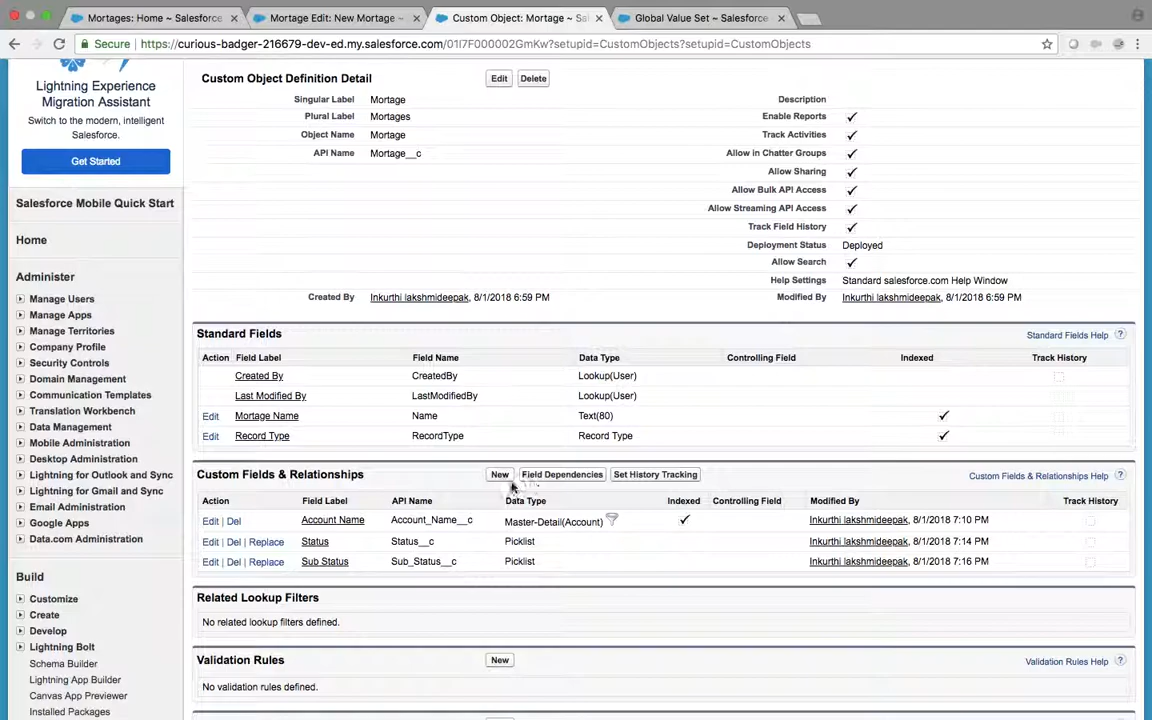 Mortages: Home ~ Salesforce
Mortage Edit: New Mortage ~
Custom Object: Mortage ~ Sa
Global Value Set ~ Salesforce
Secure | https://curious-badger-216679-dev-ed.my.salesforce.com/01I7F000002GmKw?setupid=CustomObjects?setupid=CustomObjects
Lightning Experience
Migration Assistant
Switch to the modern, intelligent
Salesforce.
Get Started
Salesforce Mobile Quick Start
Home
Administer
Manage Users
Manage Apps
Manage Territories
Company Profile
Security Controls
Domain Management
Communication Templates
Translation Workbench
Data Management
Mobile Administration
Desktop Administration
Lightning for Outlook and Sync
Lightning for Gmail and Sync
Email Administration
Google Apps
Data.com Administration
Build
Customize
Create
Develop
Lightning Bolt
Schema Builder
Lightning App Builder
Canvas App Previewer
Installed Packages
Custom Object Definition Detail Edit Delete
Singular Label Mortage Description
Plural Label Mortages Enable Reports ✓
Object Name Mortage Track Activities ✓
API Name Mortage__c Allow in Chatter Groups ✓
Allow Sharing ✓
Allow Bulk API Access ✓
Allow Streaming API Access ✓
Track Field History ✓
Deployment Status Deployed
Allow Search ✓
Help Settings Standard salesforce.com Help Window
Created By Inkurthi lakshmideepak, 8/1/2018 6:59 PM Modified By Inkurthi lakshmideepak, 8/1/2018 6:59 PM
Standard Fields Standard Fields Help ?
Action Field Label Field Name Data Type Controlling Field Indexed Track History
Created By CreatedBy Lookup(User)
Last Modified By LastModifiedBy Lookup(User)
Edit Mortage Name Name Text(80) ✓
Edit Record Type RecordType Record Type ✓
Custom Fields & Relationships New Field Dependencies Set History Tracking Custom Fields & Relationships Help ?
Action Field Label API Name Data Type Indexed Controlling Field Modified By Track History
Edit | Del Account Name Account_Name__c Master-Detail(Account) ✓ Inkurthi lakshmideepak, 8/1/2018 7:10 PM
Edit | Del | Replace Status Status__c Picklist Inkurthi lakshmideepak, 8/1/2018 7:14 PM
Edit | Del | Replace Sub Status Sub_Status__c Picklist Inkurthi lakshmideepak, 8/1/2018 7:16 PM
Related Lookup Filters
No related lookup filters defined.
Validation Rules New Validation Rules Help ?
No validation rules defined.